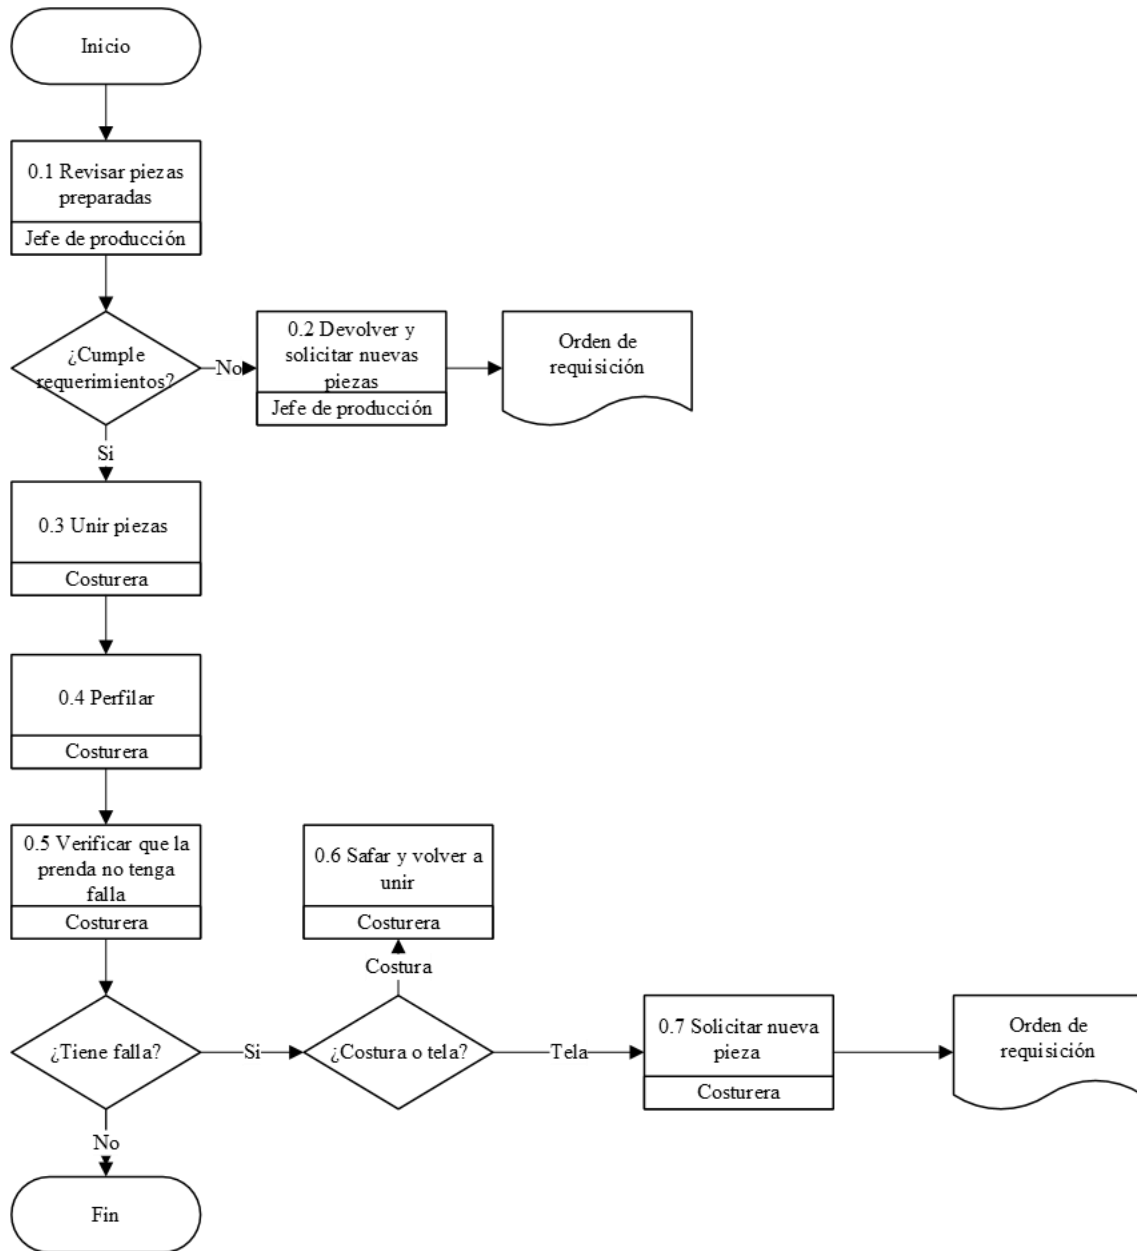 Inicio
0.1 Revisar piezas
preparadas
Jefe de producción
¿Cumple
requerimientos?
No
0.2 Devolver y
solicitar nuevas
piezas
Jefe de producción
Orden de
requisición
Si
0.3 Unir piezas
Costurera
0.4 Perfilar
Costurera
0.5 Verificar que la
prenda no tenga
falla
Costurera
0.6 Safar y volver a
unir
Costurera
Costura
¿Tiene falla?
Si
¿Costura o tela?
Tela
0.7 Solicitar nueva
pieza
Costurera
Orden de
requisición
No
Fin